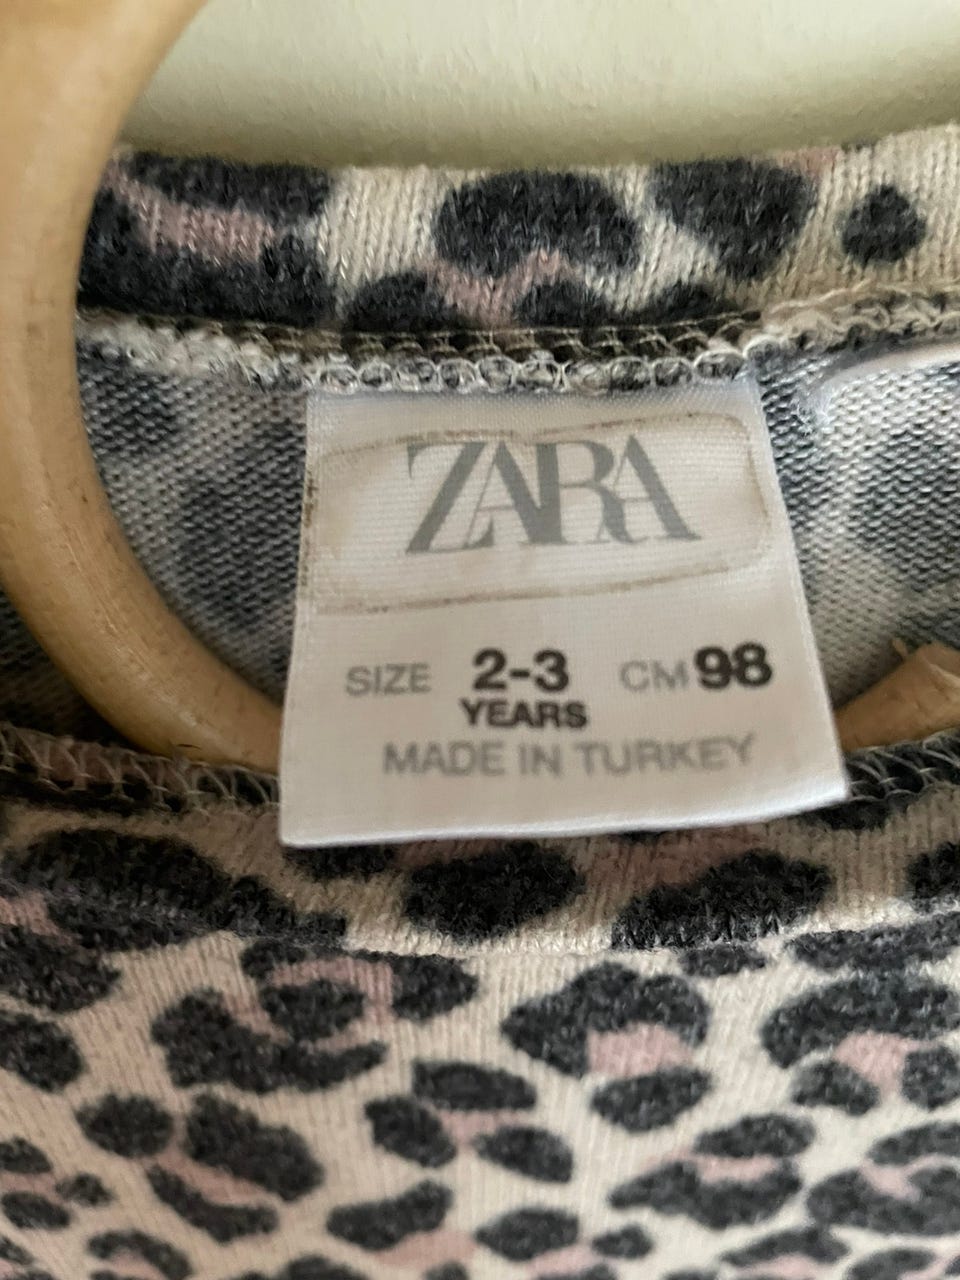 ZARA
SIZE 2-3 CM 98
YEARS
MADE IN TURKEY